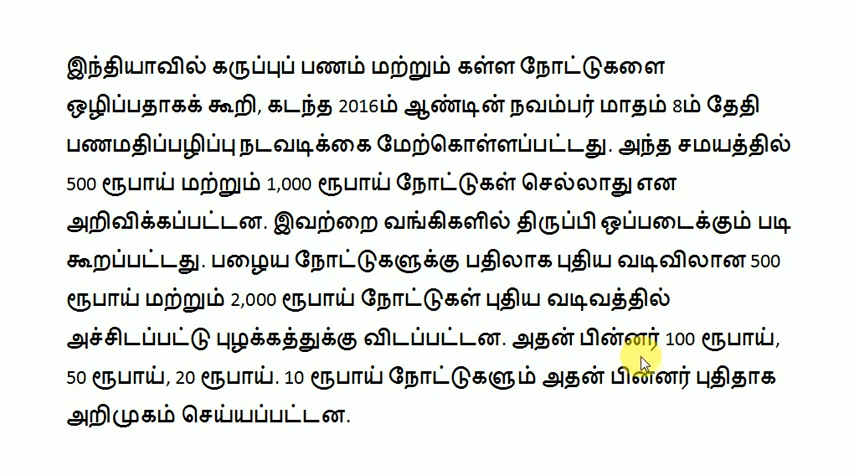 இந்தியாவில் கருப்புப் பணம் மற்றும் கள்ள நோட்டுகளை
ஒழிப்பதாகக் கூறி, கடந்த 2016ம் ஆண்டின் நவம்பர் மாதம் 8ம் தேதி
பணமதிப்பழிப்பு நடவடிக்கை மேற்கொள்ளப்பட்டது. அந்த சமயத்தில்
500 ரூபாய் மற்றும் 1,000 ரூபாய் நோட்டுகள் செல்லாது என
அறிவிக்கப்பட்டன. இவற்றை வங்கிகளில் திருப்பி ஒப்படைக்கும் படி
கூறப்பட்டது. பழைய நோட்டுகளுக்கு பதிலாக புதிய வடிவிலான 500
ரூபாய் மற்றும் 2,000 ரூபாய் நோட்டுகள் புதிய வடிவத்தில்
அச்சிடப்பட்டு புழக்கத்துக்கு விடப்பட்டன. அதன் பின்னர் 100 ரூபாய்,
50 ரூபாய், 20 ரூபாய். 10 ரூபாய் நோட்டுகளும் அதன் பின்னர் புதிதாக
அறிமுகம் செய்யப்பட்டன.